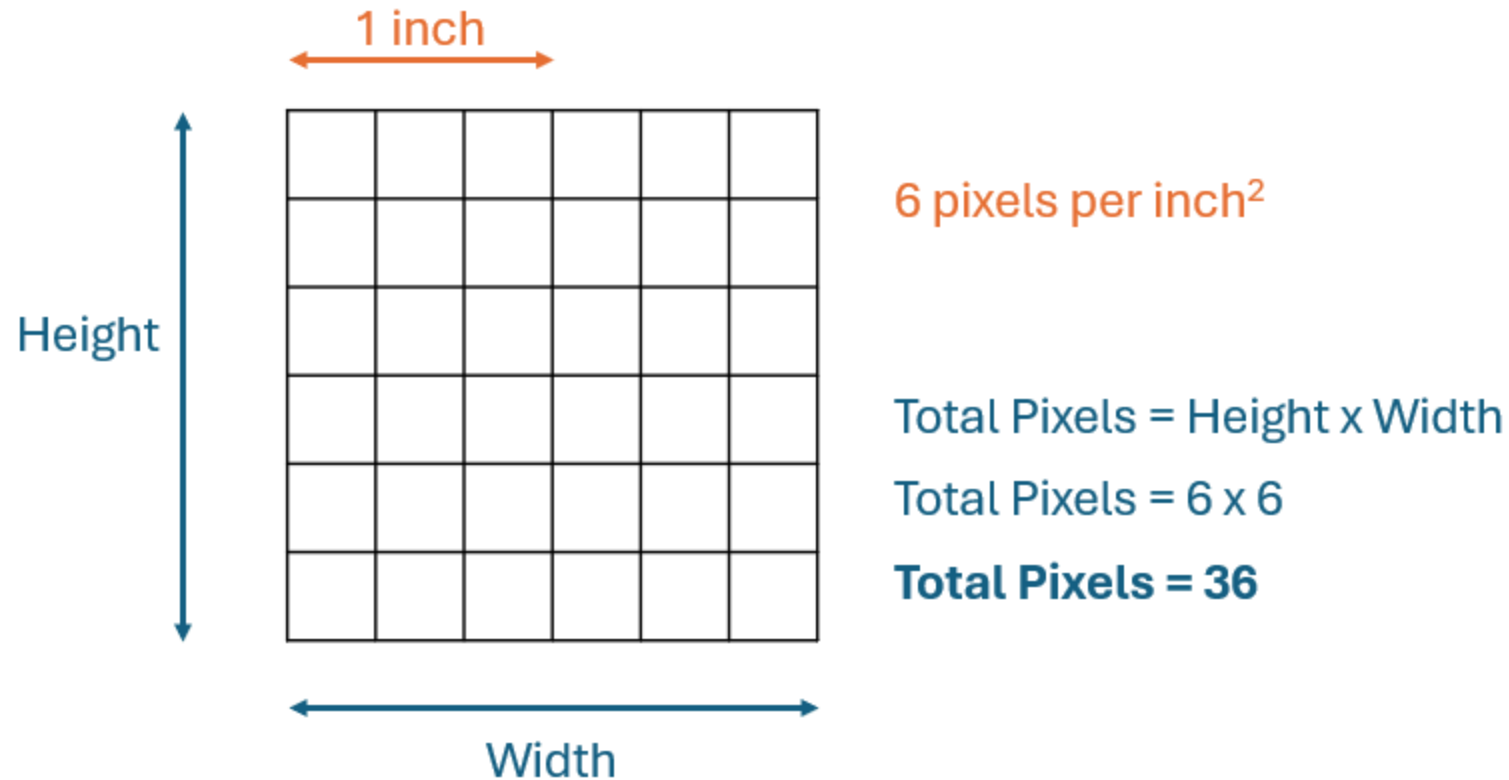 1 inch
6 pixels per inch²
Height
Total Pixels = Height x Width
Total Pixels = 6 x 6
Total Pixels = 36
Width